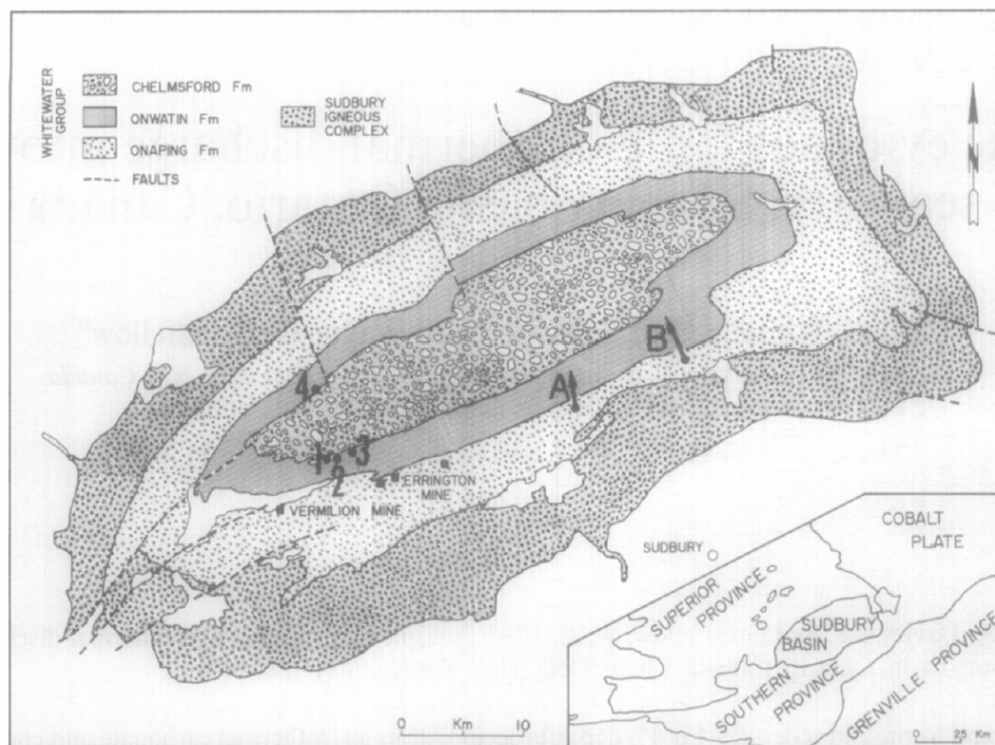 WHITEWATER
GROUP
CHELMSFORD Fm
ONWATIN Fm
ONAPING Fm
FAULTS
SUDBURY
IGNEOUS
COMPLEX
N
B
A
4
1
3
2
ERRINGTON
MINE
VERMILION MINE
0 Km 10
COBALT
PLATE
SUDBURY
SUPERIOR
PROVINCE
SUDBURY
BASIN
SOUTHERN
PROVINCE
GRENVILLE PROVINCE
0 25 Km